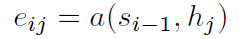 e_{ij} = a(s_{i-1}, h_j)